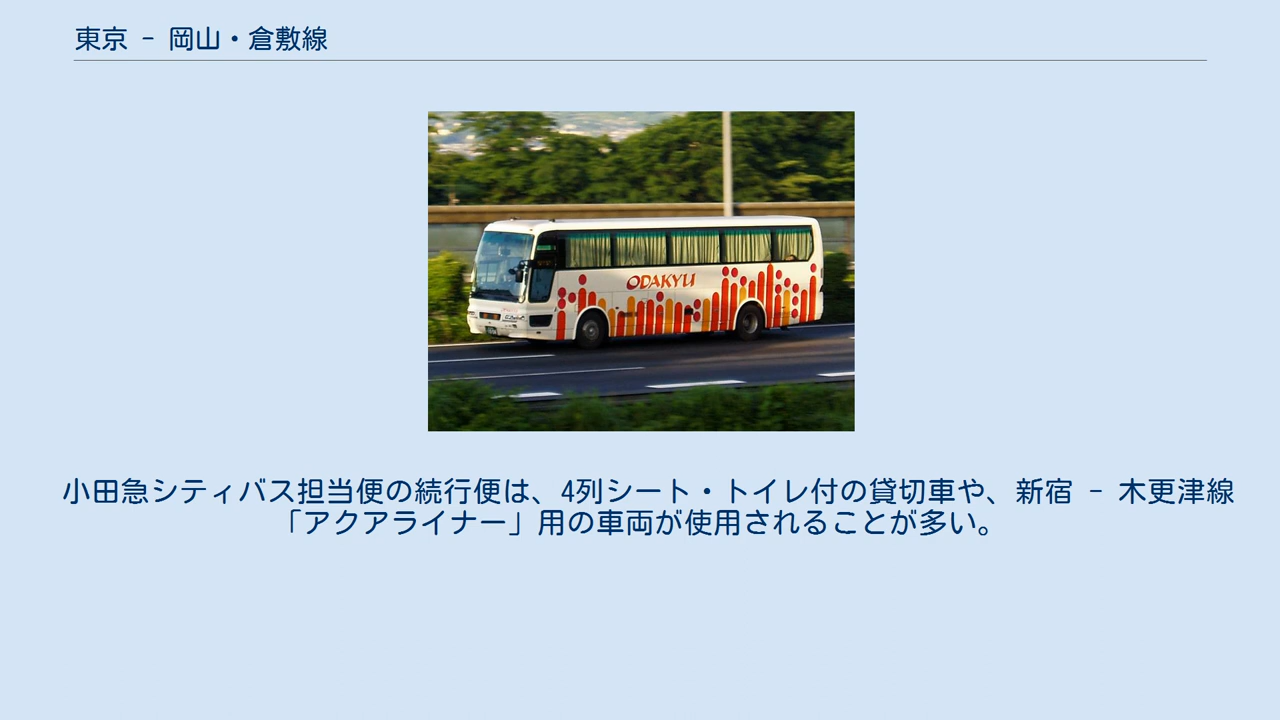 東京 - 岡山・倉敷線
ODAKYU
小田急シティバス担当便の続行便は、4列シート・トイレ付の貸切車や、新宿 - 木更津線
「アクアライナー」用の車両が使用されることが多い。